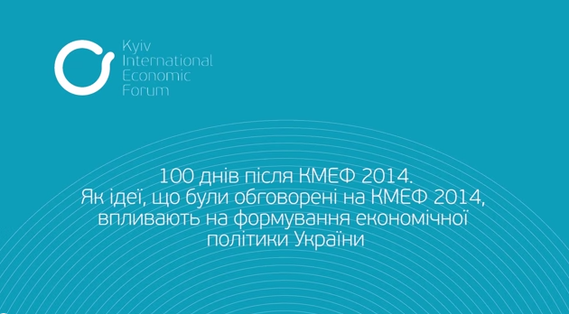 Kyiv
International
Economic
Forum
100 днів після КМЕФ 2014.
Як ідеї, що були обговорені на КМЕФ 2014,
впливають на формування економічної
політики України